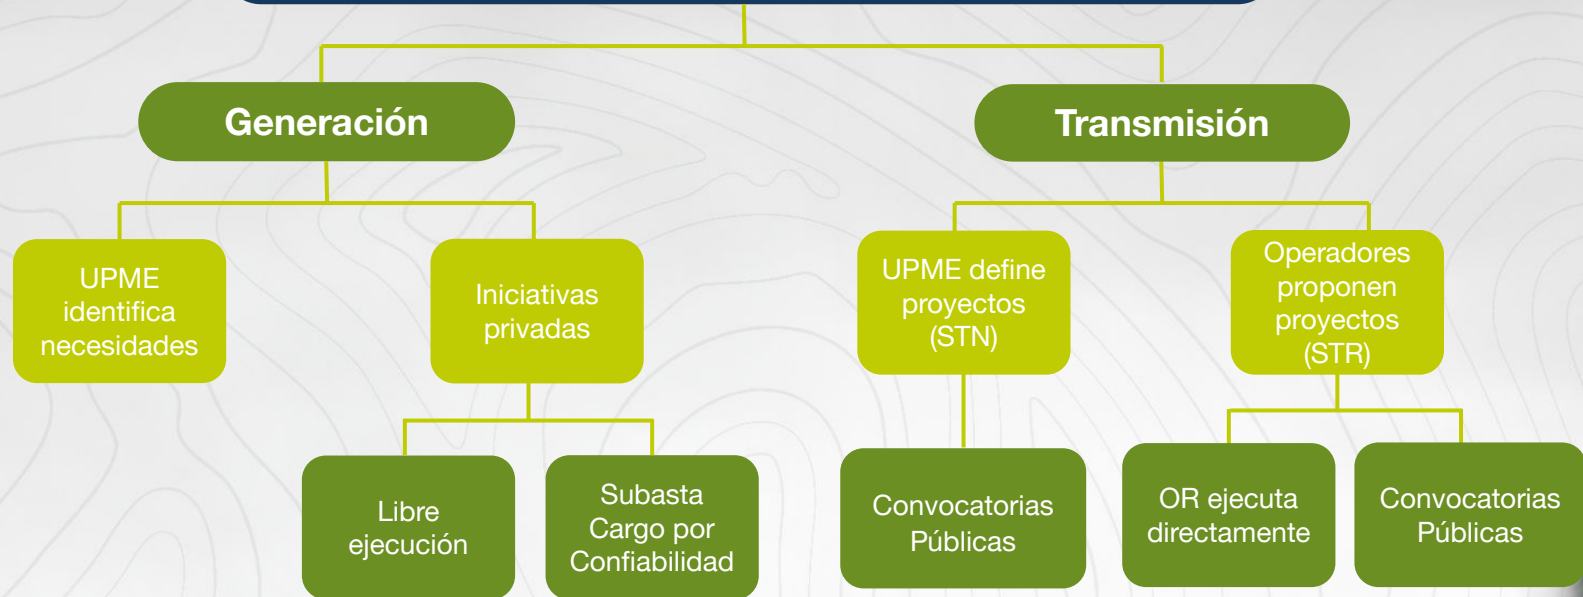 Generación
Transmisión
UPME
identifica
necesidades
Iniciativas
privadas
UPME define
proyectos
(STN)
Operadores
proponen
proyectos
(STR)
Libre
ejecución
Subasta
Cargo por
Confiabilidad
Convocatorias
Públicas
OR ejecuta
directamente
Convocatorias
Públicas